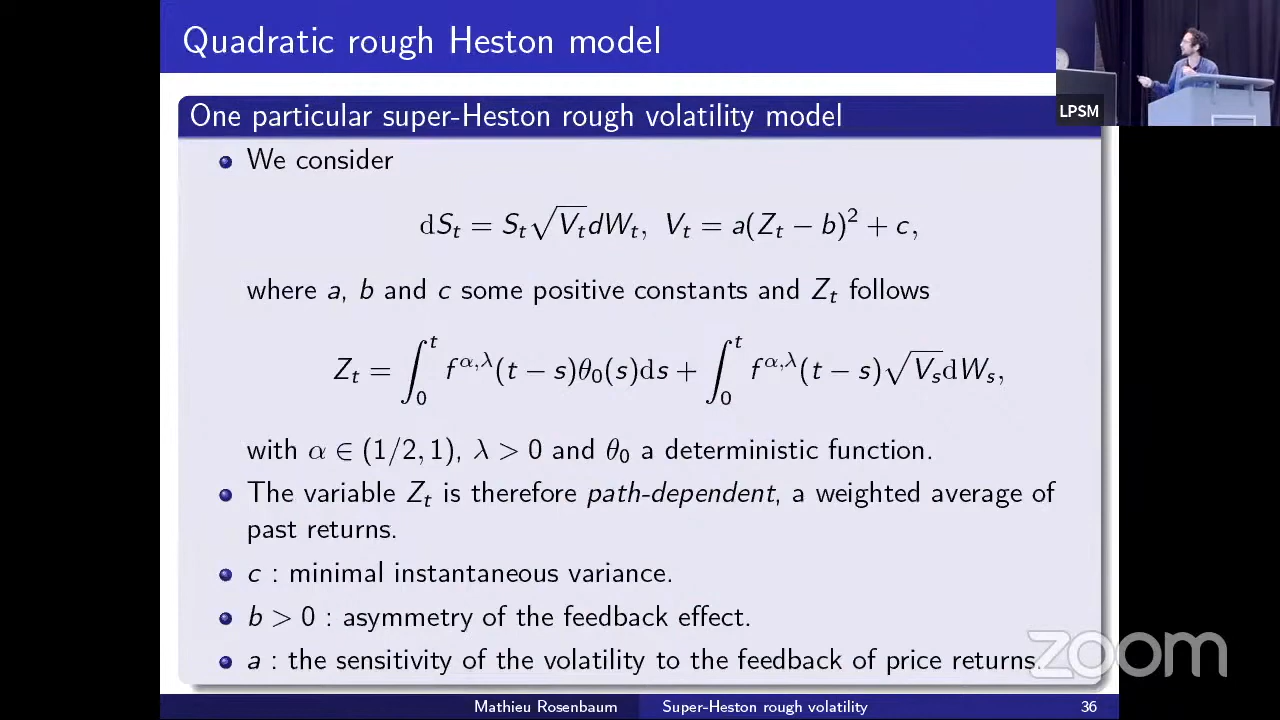 Quadratic rough Heston model
LPSM
One particular super-Heston rough volatility model
We consider
dS_t = S_t √V_t dW_t, V_t = a(Z_t − b)² + c,
where a, b and c some positive constants and Z_t follows
Z_t = ∫_0^t f^{α,λ}(t − s)θ_0(s)ds + ∫_0^t f^{α,λ}(t − s)√V_s dW_s,
with α ∈ (1/2, 1), λ > 0 and θ_0 a deterministic function.
The variable Z_t is therefore path-dependent, a weighted average of
past returns.
c : minimal instantaneous variance.
b > 0 : asymmetry of the feedback effect.
a : the sensitivity of the volatility to the feedback of price returns.
zoom
Mathieu Rosenbaum Super-Heston rough volatility 36